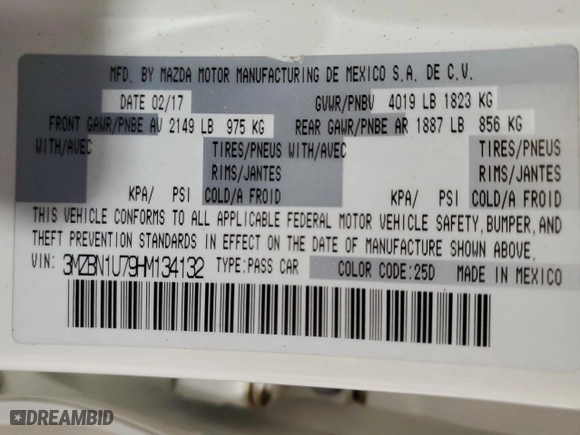 MFD. BY MAZDA MOTOR MANUFACTURING DE MEXICO S.A. DE C.V.
DATE 02/17 GVWR/PNBV 4019 LB 1823 KG
FRONT GAWR/PNBE AV 2149 LB 975 KG REAR GAWR/PNBE AR 1887 LB 856 KG
WITH/AVEC TIRES/PNEUS WITH/AVEC TIRES/PNEUS
RIMS/JANTES RIMS/JANTES
KPA/ PSI COLD/A FROID KPA/ PSI COLD/A FROID
THIS VEHICLE CONFORMS TO ALL APPLICABLE FEDERAL MOTOR VEHICLE SAFETY, BUMPER, AND
THEFT PREVENTION STANDARDS IN EFFECT ON THE DATE OF MANUFACTURE SHOWN ABOVE.
VIN: 3MZBN1U79HM134132 TYPE:PASS CAR COLOR CODE:25D MADE IN MEXICO
DREAMBID